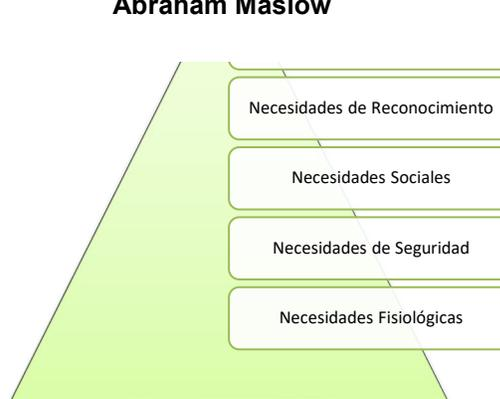 Abraham Maslow
Necesidades de Reconocimiento
Necesidades Sociales
Necesidades de Seguridad
Necesidades Fisiológicas